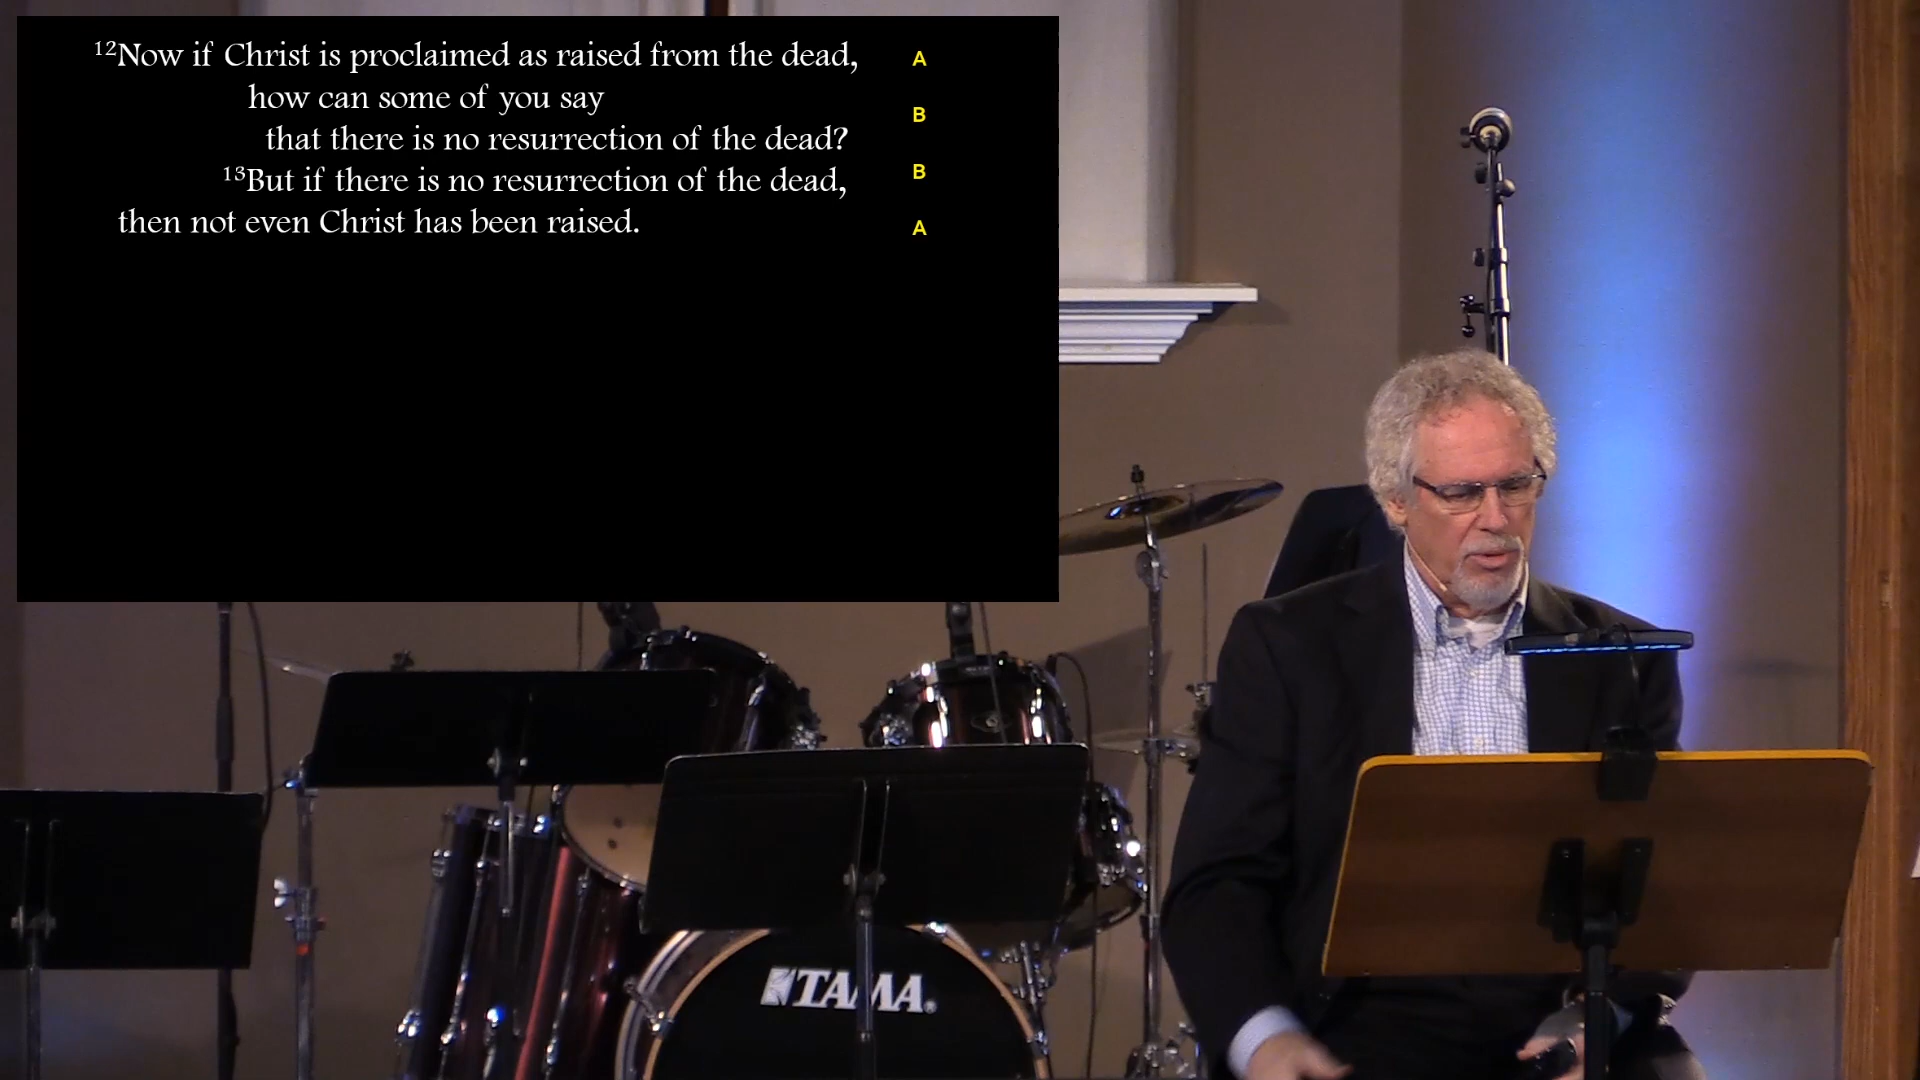 ¹²Now if Christ is proclaimed as raised from the dead, A
how can some of you say
B
that there is no resurrection of the dead?
¹³But if there is no resurrection of the dead, B
then not even Christ has been raised. A
TAMA®